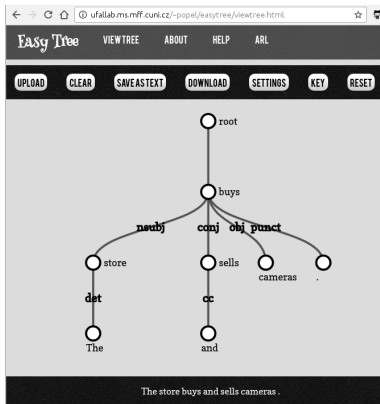 ufallab.ms.mff.cuni.cz/~popel/easytree/viewtree.html
Easy Tree VIEW TREE ABOUT HELP ARL
UPLOAD CLEAR SAVE AS TEXT DOWNLOAD SETTINGS KEY RESET
root
buys
nsubj conj obj punct
store sells
cameras .
det cc
The and
The store buys and sells cameras .